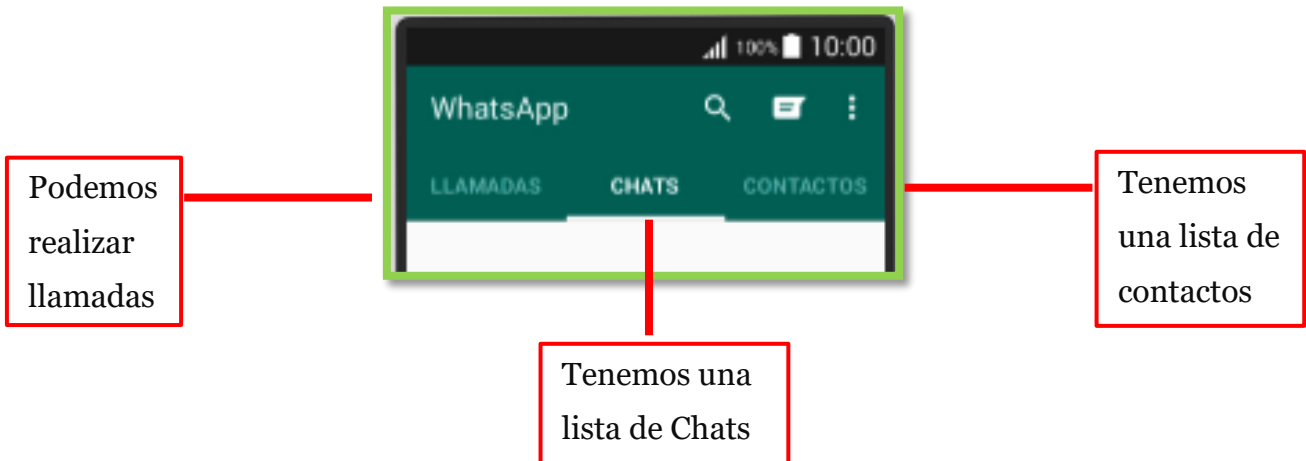 100% 10:00
WhatsApp
LLAMADAS CHATS CONTACTOS
Podemos
realizar
llamadas
Tenemos
una lista de
contactos
Tenemos una
lista de Chats